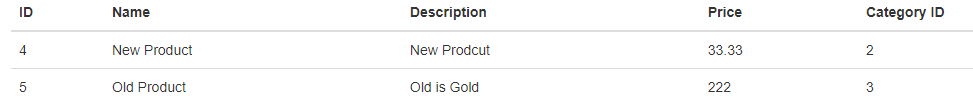 ID Name Description Price Category ID
4 New Product New Prodcut 33.33 2
5 Old Product Old is Gold 222 3